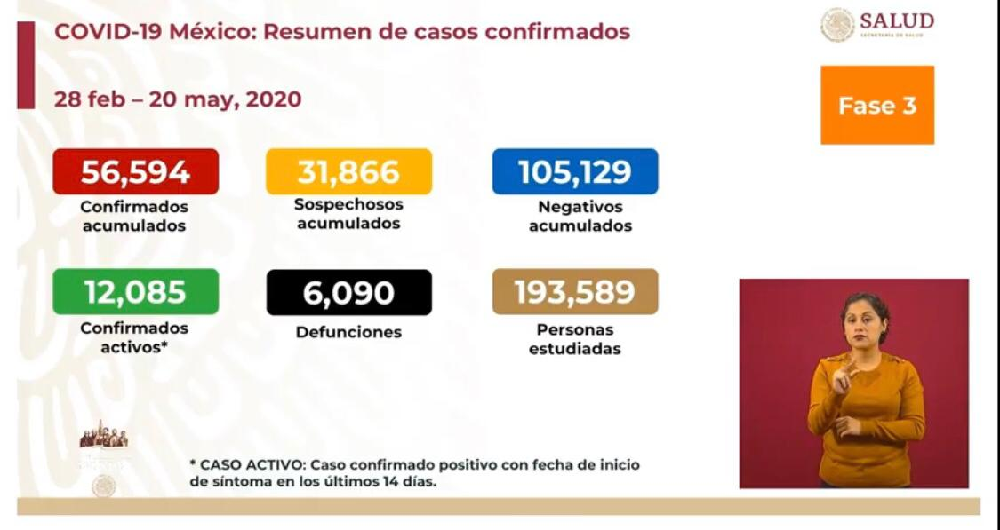 COVID-19 México: Resumen de casos confirmados
SALUD
SECRETARÍA DE SALUD
28 feb – 20 may, 2020
Fase 3
56,594
Confirmados
acumulados
31,866
Sospechosos
acumulados
105,129
Negativos
acumulados
12,085
Confirmados
activos*
6,090
Defunciones
193,589
Personas
estudiadas
* CASO ACTIVO: Caso confirmado positivo con fecha de inicio
de síntoma en los últimos 14 días.